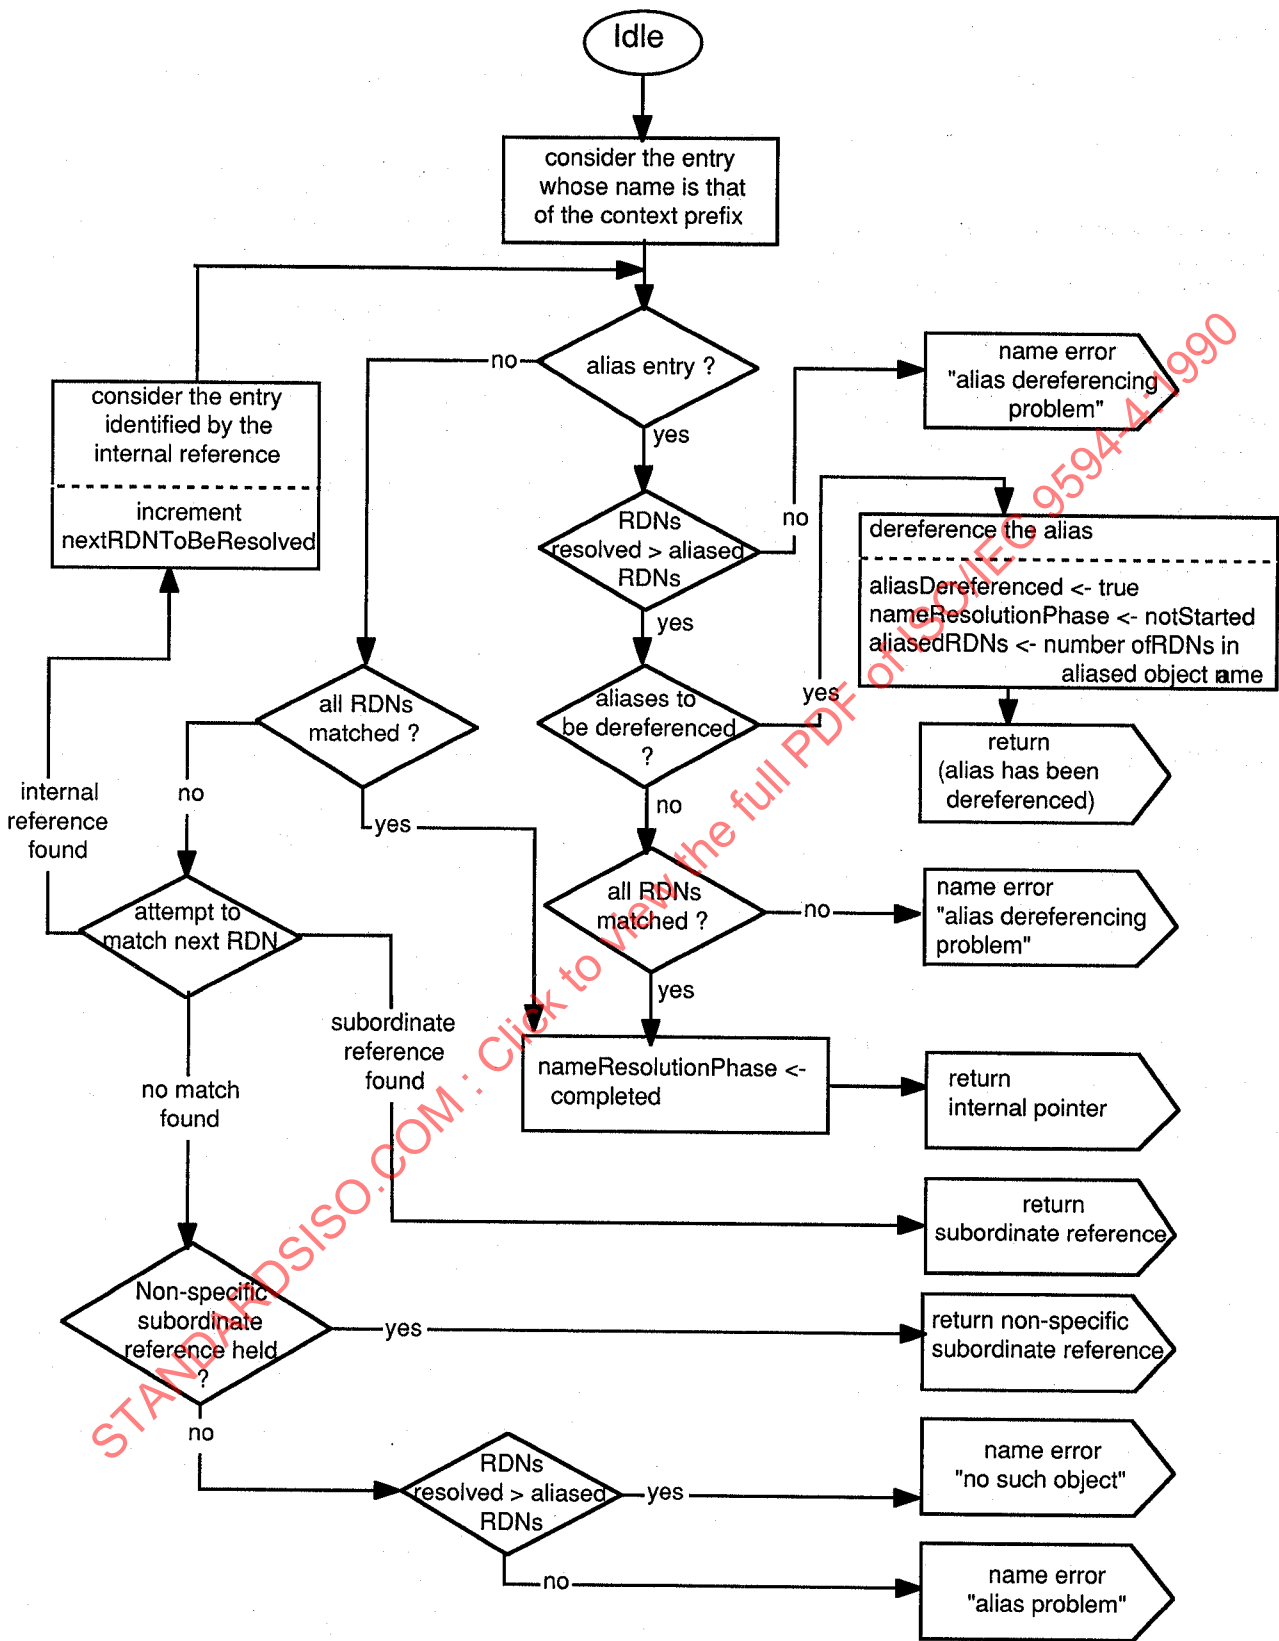 Idle
consider the entry
whose name is that
of the context prefix
no
alias entry ?
yes
name error
"alias dereferencing
problem"
consider the entry
identified by the
internal reference
increment
nextRDNToBeResolved
RDNs
resolved > aliased
RDNs
no
yes
dereference the alias
aliasDereferenced <- true
nameResolutionPhase <- notStarted
aliasedRDNs <- number ofRDNs in
aliased object name
all RDNs
matched ?
aliases to
be dereferenced
?
yes
no
return
(alias has been
dereferenced)
internal
reference
found
no
yes
all RDNs
matched ?
no
yes
name error
"alias dereferencing
problem"
attempt to
match next RDN
subordinate
reference
found
no match
found
nameResolutionPhase <-
completed
return
internal pointer
return
subordinate reference
Non-specific
subordinate
reference held
?
yes
return non-specific
subordinate reference
no
RDNs
resolved > aliased
RDNs
yes
name error
"no such object"
no
name error
"alias problem"
STANDARDSISO.COM : Click to view the full PDF of ISO/IEC 9594-4:1990